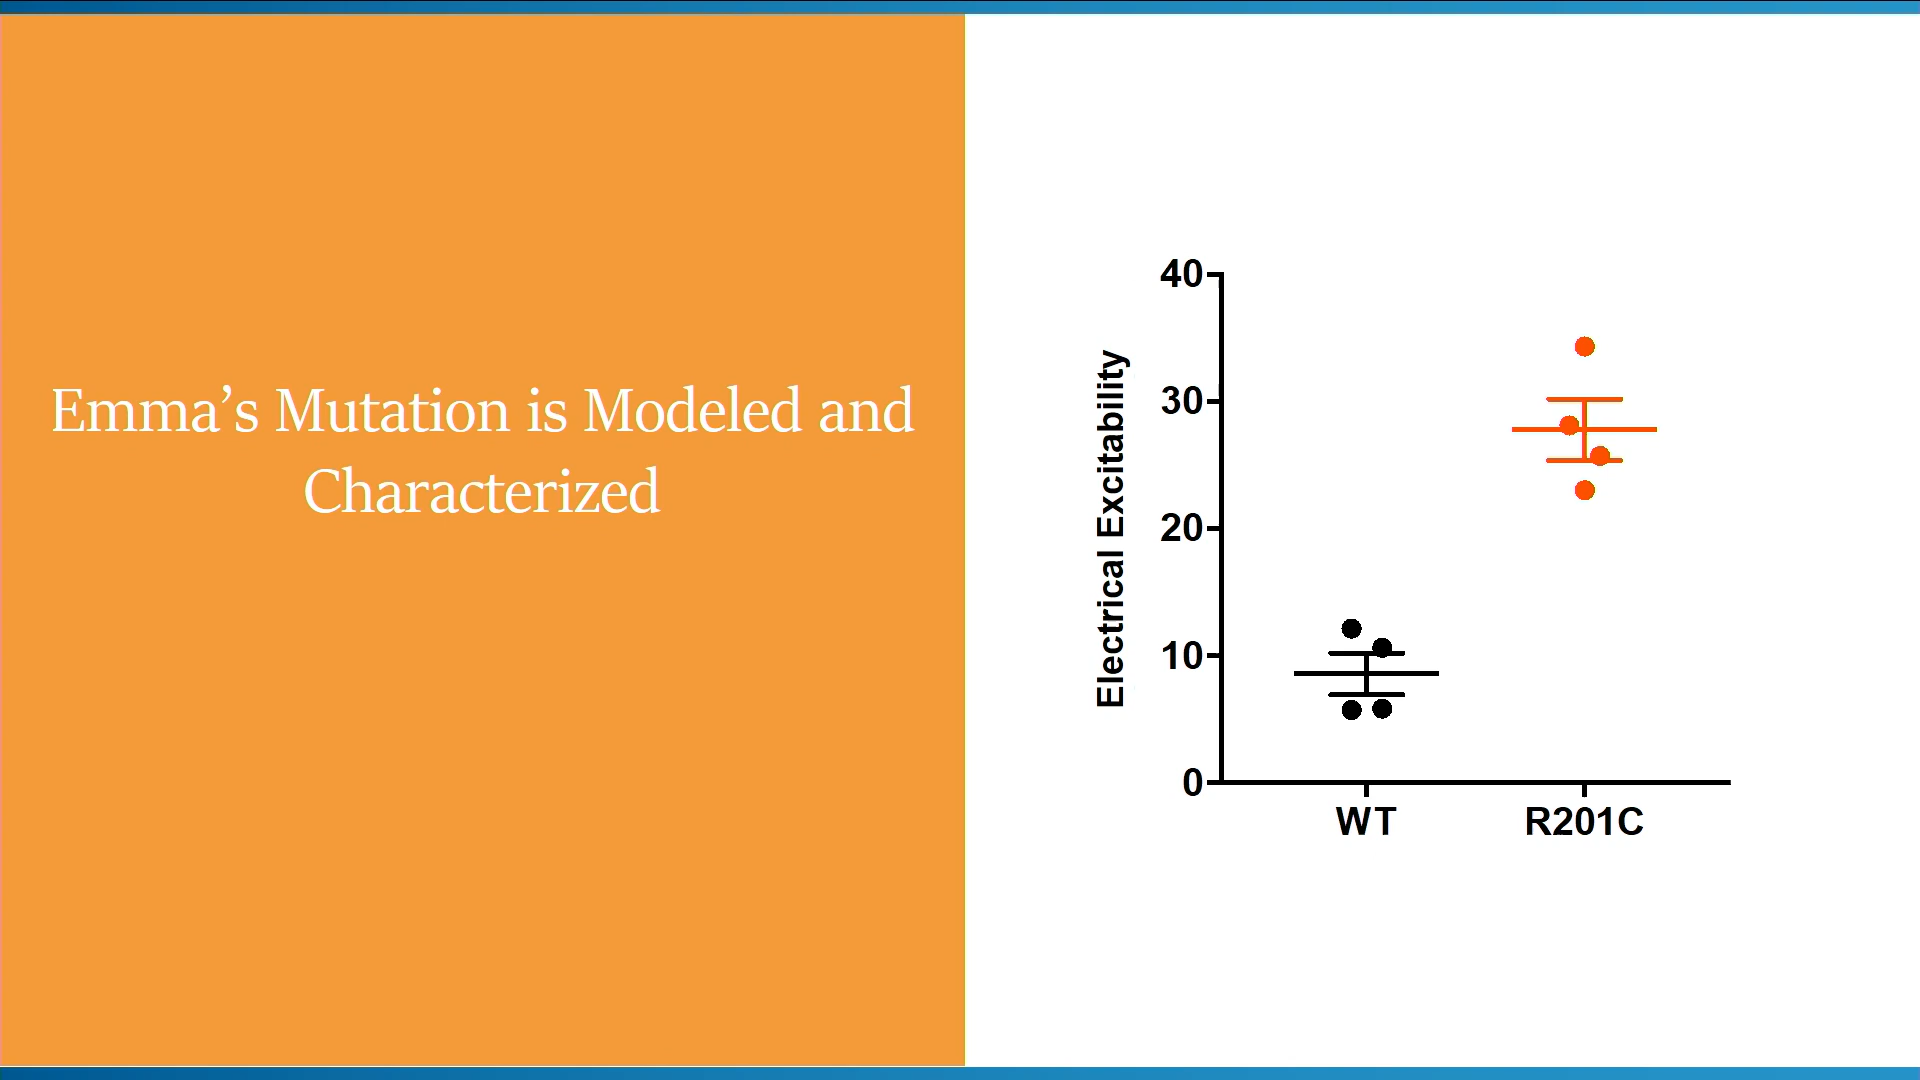 Emma’s Mutation is Modeled and
Characterized
Electrical Excitability
40
30
20
10
0
WT
R201C